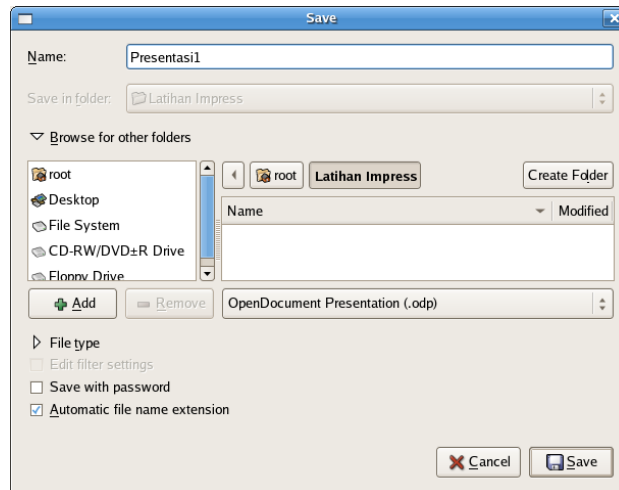 Save
Name: Presentasi1
Save in folder: Latihan Impress
Browse for other folders
root
Desktop
File System
CD-RW/DVD±R Drive
Floppy Drive
root Latihan Impress Create Folder
Name Modified
Add Remove OpenDocument Presentation (.odp)
File type
Edit filter settings
Save with password
Automatic file name extension
Cancel Save